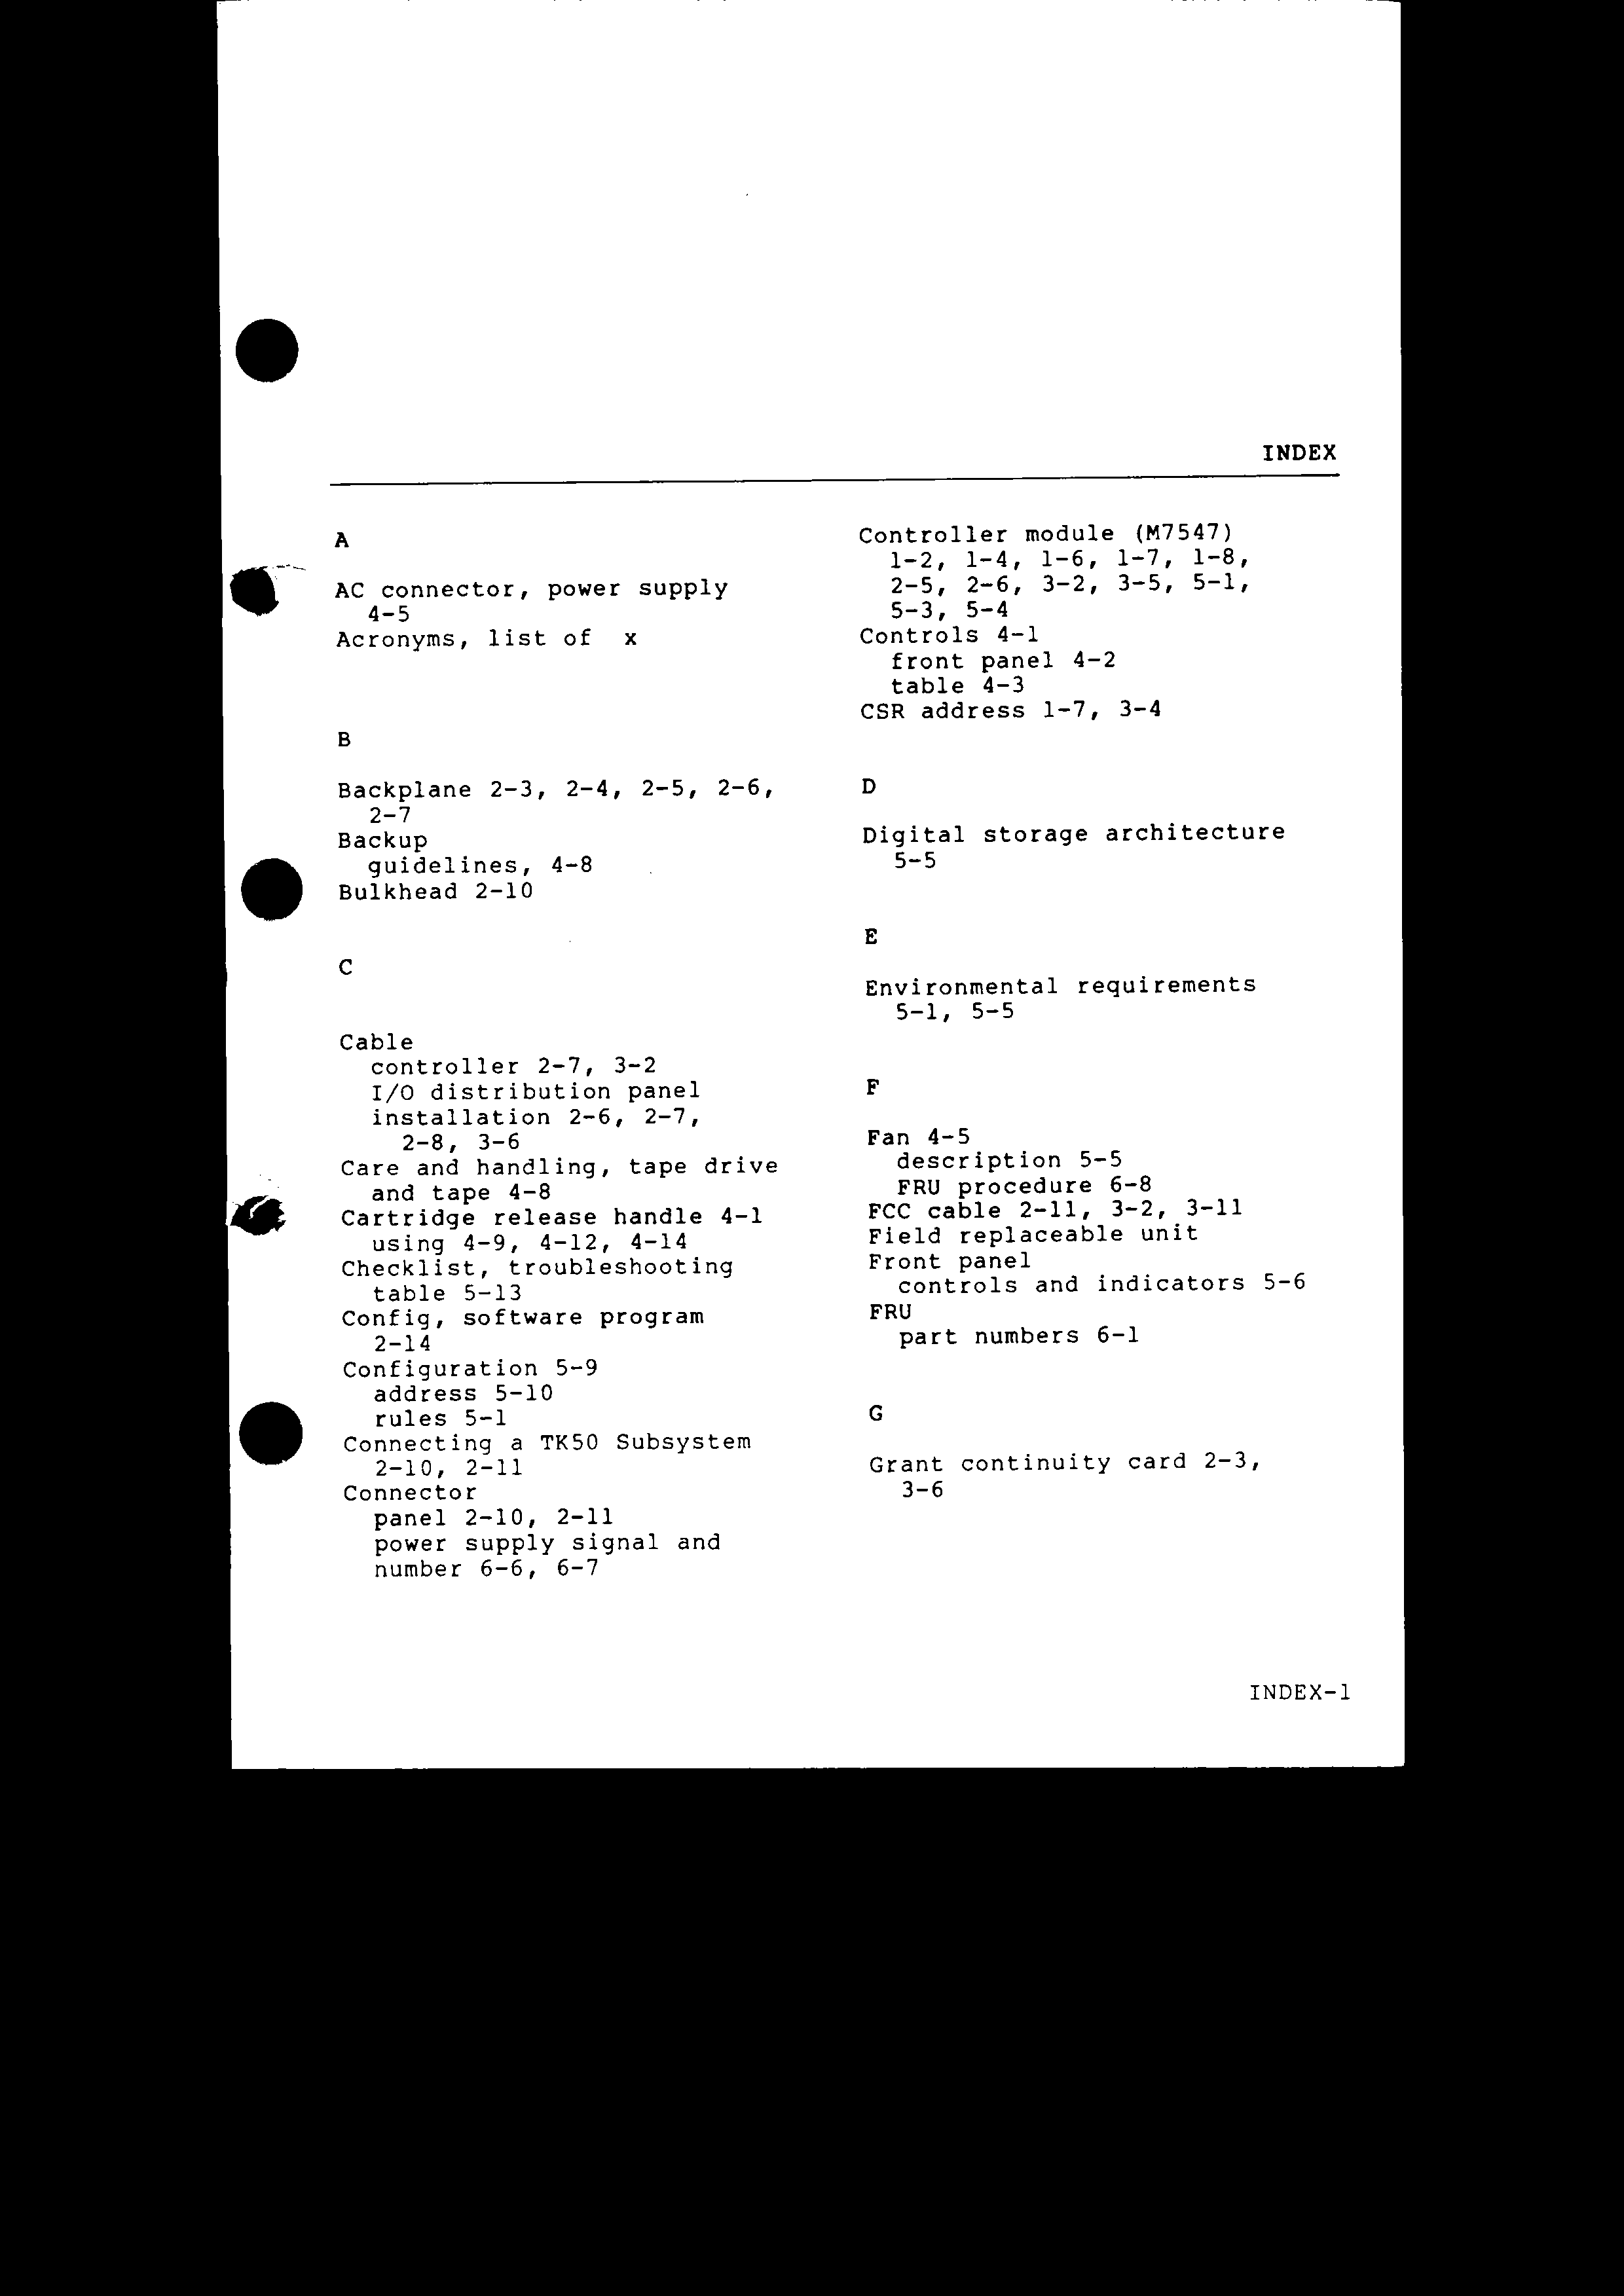 INDEX
A
AC connector, power supply
4-5
Acronyms, list of x
B
Backplane 2-3, 2-4, 2-5, 2-6,
2-7
Backup
guidelines, 4-8
Bulkhead 2-10
C
Cable
controller 2-7, 3-2
I/O distribution panel
installation 2-6, 2-7,
2-8, 3-6
Care and handling, tape drive
and tape 4-8
Cartridge release handle 4-1
using 4-9, 4-12, 4-14
Checklist, troubleshooting
table 5-13
Config, software program
2-14
Configuration 5-9
address 5-10
rules 5-1
Connecting a TK50 Subsystem
2-10, 2-11
Connector
panel 2-10, 2-11
power supply signal and
number 6-6, 6-7
Controller module (M7547)
1-2, 1-4, 1-6, 1-7, 1-8,
2-5, 2-6, 3-2, 3-5, 5-1,
5-3, 5-4
Controls 4-1
front panel 4-2
table 4-3
CSR address 1-7, 3-4
D
Digital storage architecture
5-5
E
Environmental requirements
5-1, 5-5
F
Fan 4-5
description 5-5
FRU procedure 6-8
FCC cable 2-11, 3-2, 3-11
Field replaceable unit
Front panel
controls and indicators 5-6
FRU
part numbers 6-1
G
Grant continuity card 2-3,
3-6
INDEX-1